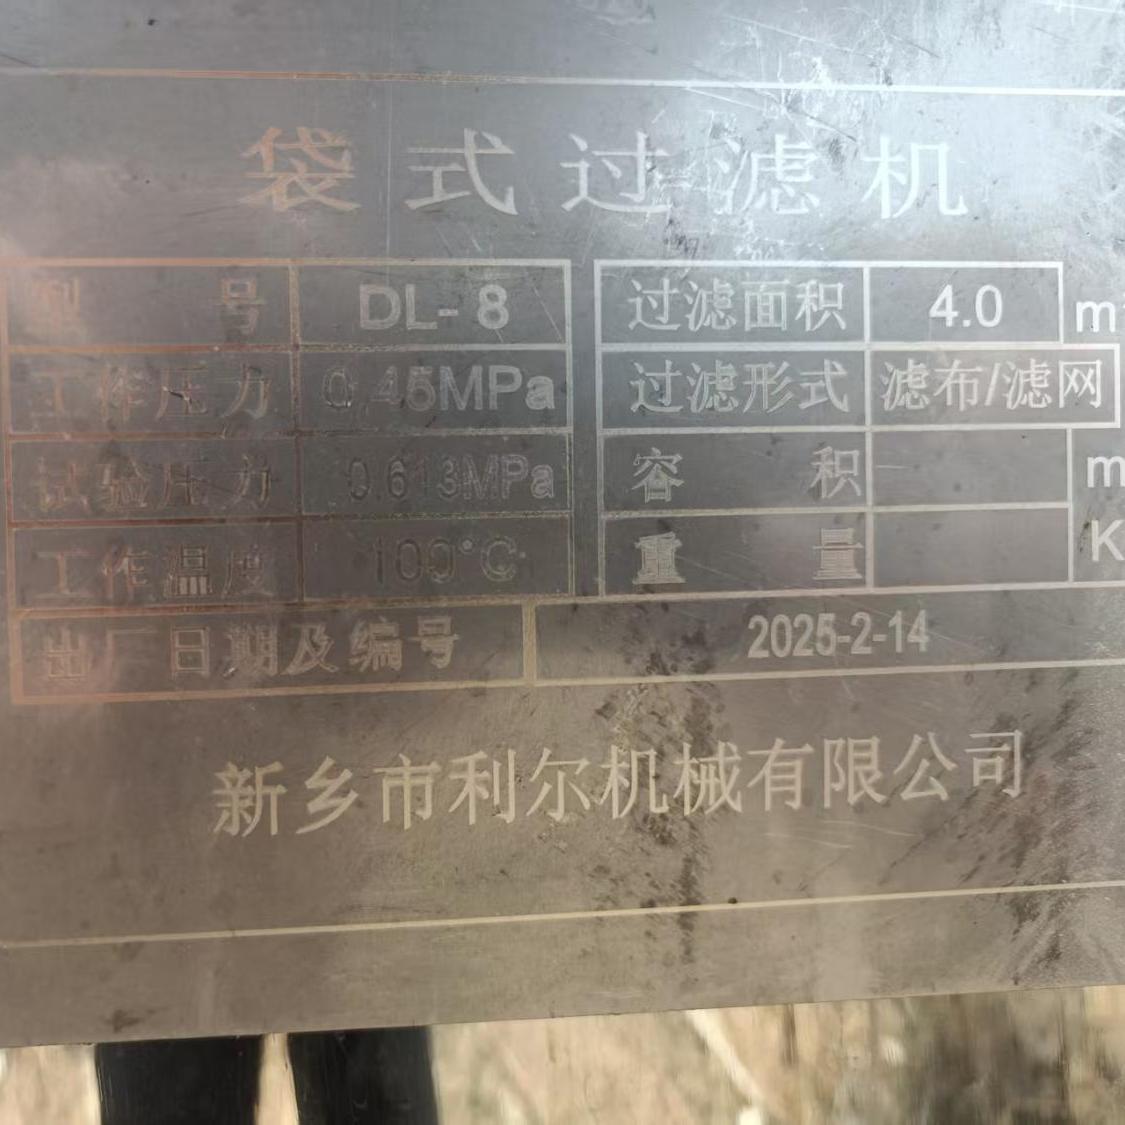 袋式过滤机
型号 DL-8 过滤面积 4.0 m
工作压力 0.45MPa 过滤形式 滤布/滤网
试验压力 0.613MPa 容积 m
工作温度 100°C 重量 K
出厂日期及编号 2025-2-14
新乡市利尔机械有限公司